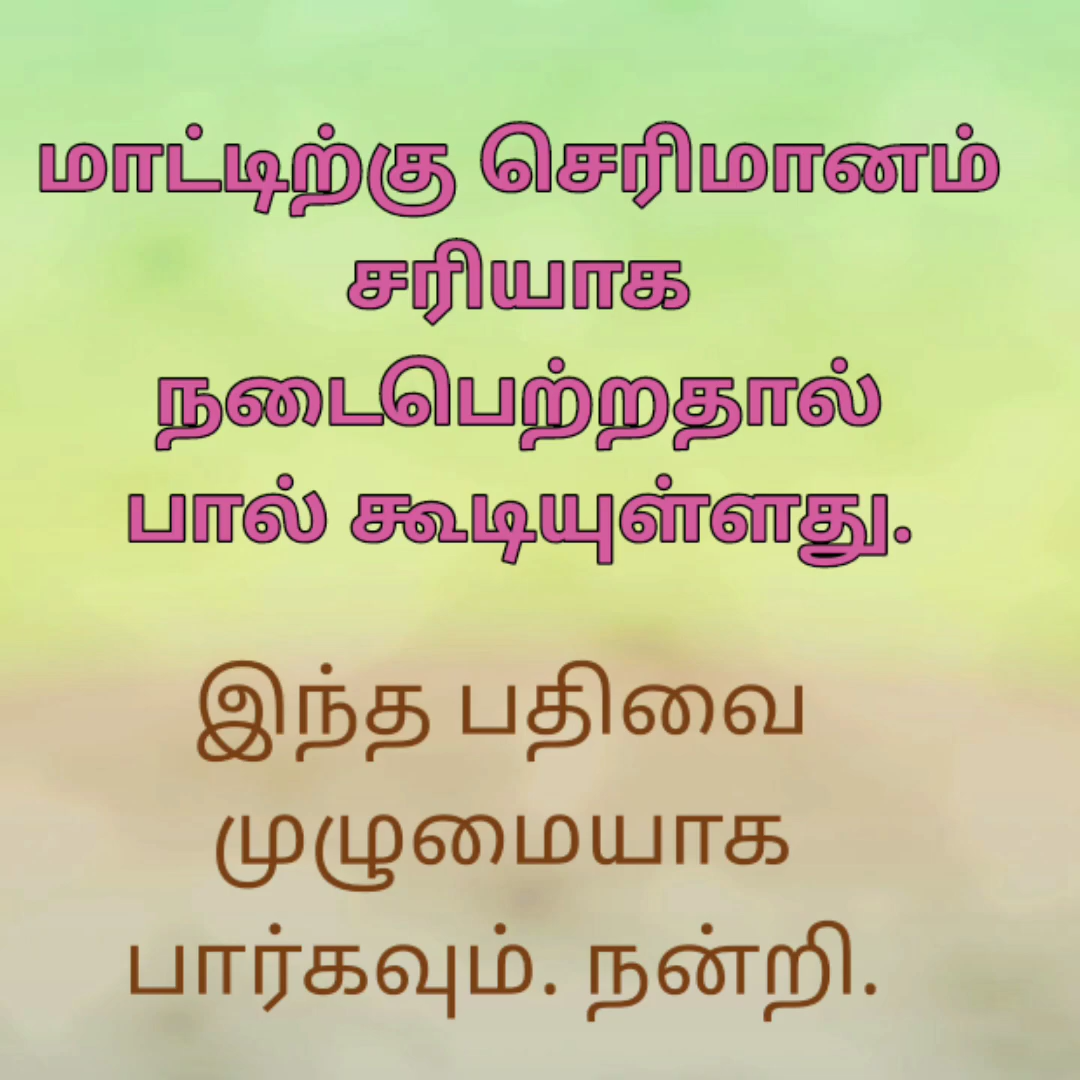 மாட்டிற்கு செரிமானம்
சரியாக
நடைபெற்றதால்
பால் கூடியுள்ளது.
இந்த பதிவை
முழுமையாக
பார்கவும். நன்றி.